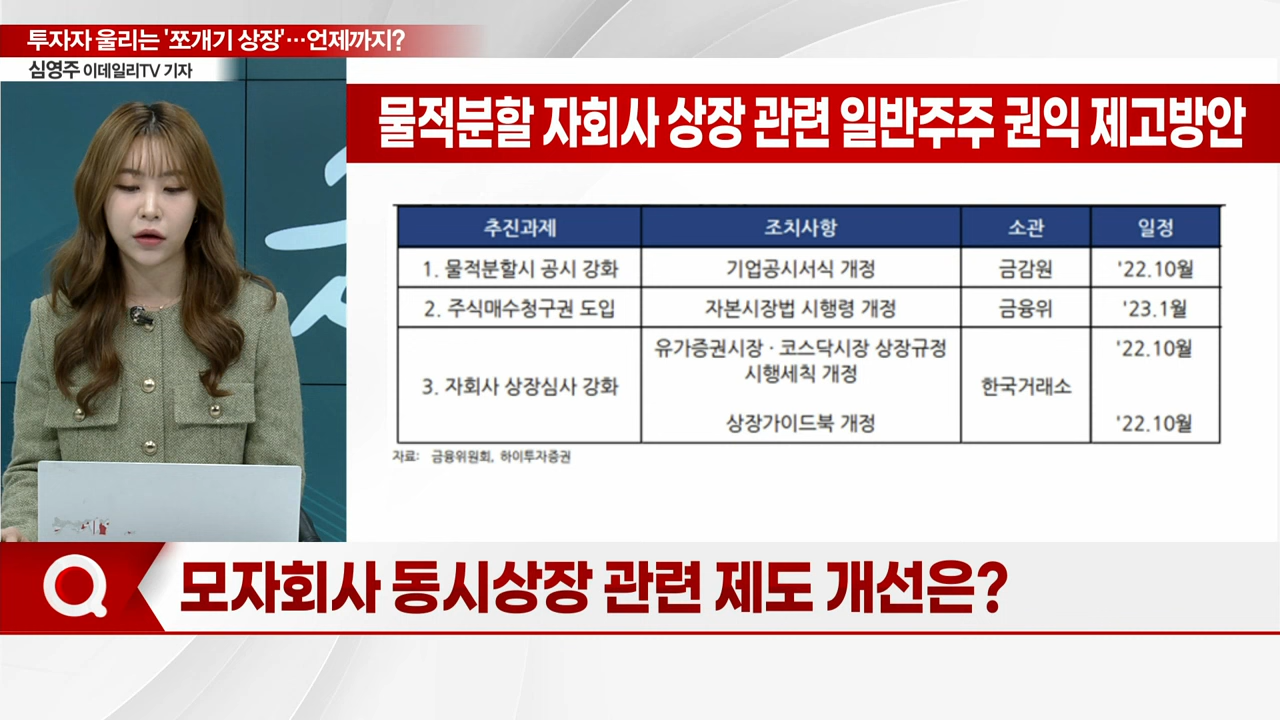 투자자 울리는 '쪼개기 상장'…언제까지?
심영주 이데일리TV 기자
물적분할 자회사 상장 관련 일반주주 권익 제고방안
추진과제 조치사항 소관 일정
1. 물적분할시 공시 강화 기업공시서식 개정 금감원 '22.10월
2. 주식매수청구권 도입 자본시장법 시행령 개정 금융위 '23.1월
3. 자회사 상장심사 강화 유가증권시장·코스닥시장 상장규정 시행세칙 개정 한국거래소 '22.10월
상장가이드북 개정 '22.10월
자료: 금융위원회, 하이투자증권
Q 모자회사 동시상장 관련 제도 개선은?